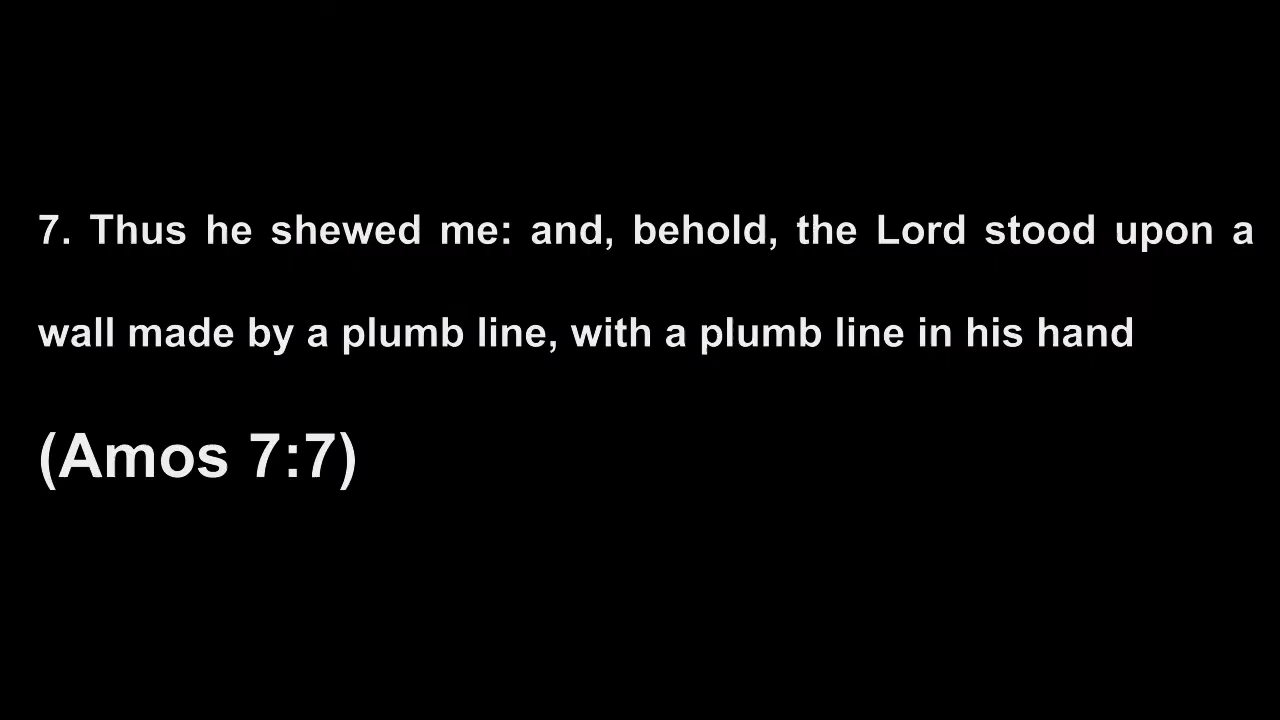 7. Thus he shewed me: and, behold, the Lord stood upon a
wall made by a plumb line, with a plumb line in his hand
(Amos 7:7)